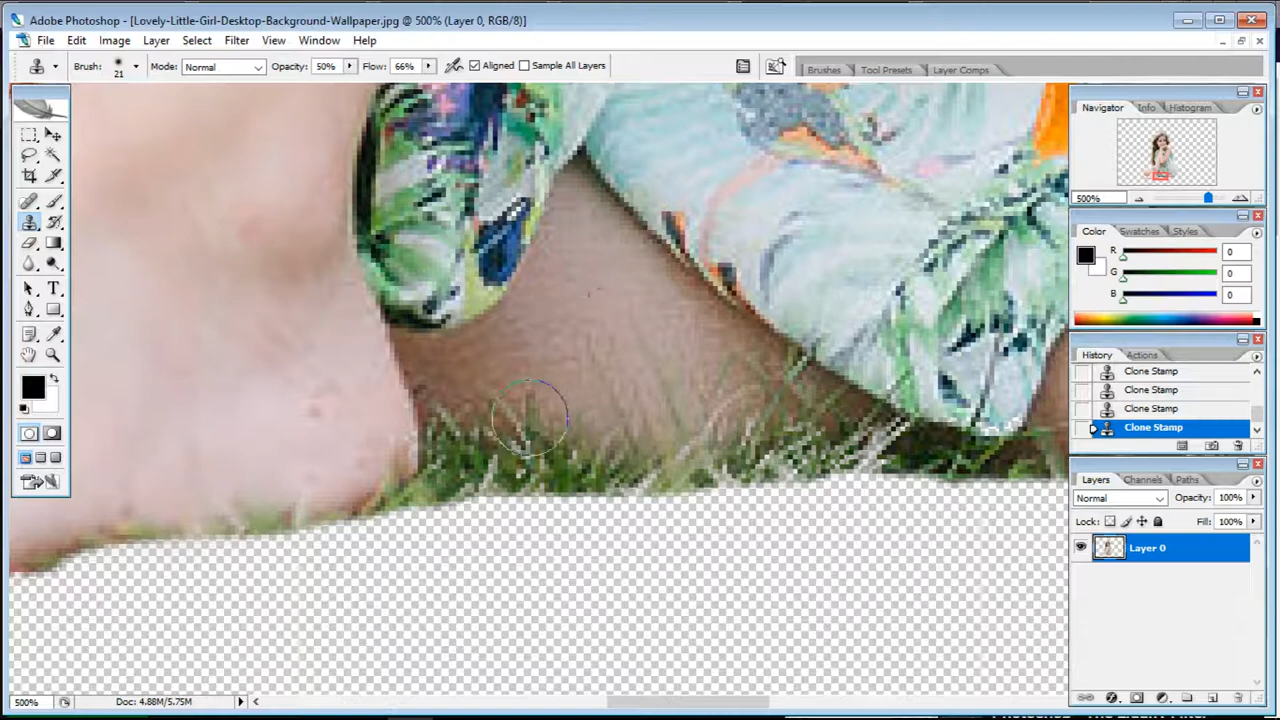 Adobe Photoshop - [Lovely-Little-Girl-Desktop-Background-Wallpaper.jpg @ 500% (Layer 0, RGB/8)]
File Edit Image Layer Select Filter View Window Help
Brush: 21 Mode: Normal Opacity: 50% Flow: 66% Aligned Sample All Layers
Brushes Tool Presets Layer Comps
Navigator Info Histogram
500%
Color Swatches Styles
R 0
G 0
B 0
History Actions
Clone Stamp
Clone Stamp
Clone Stamp
Clone Stamp
Layers Channels Paths
Normal Opacity: 100%
Lock: Fill: 100%
Layer 0
500% Doc: 4.88M/5.75M